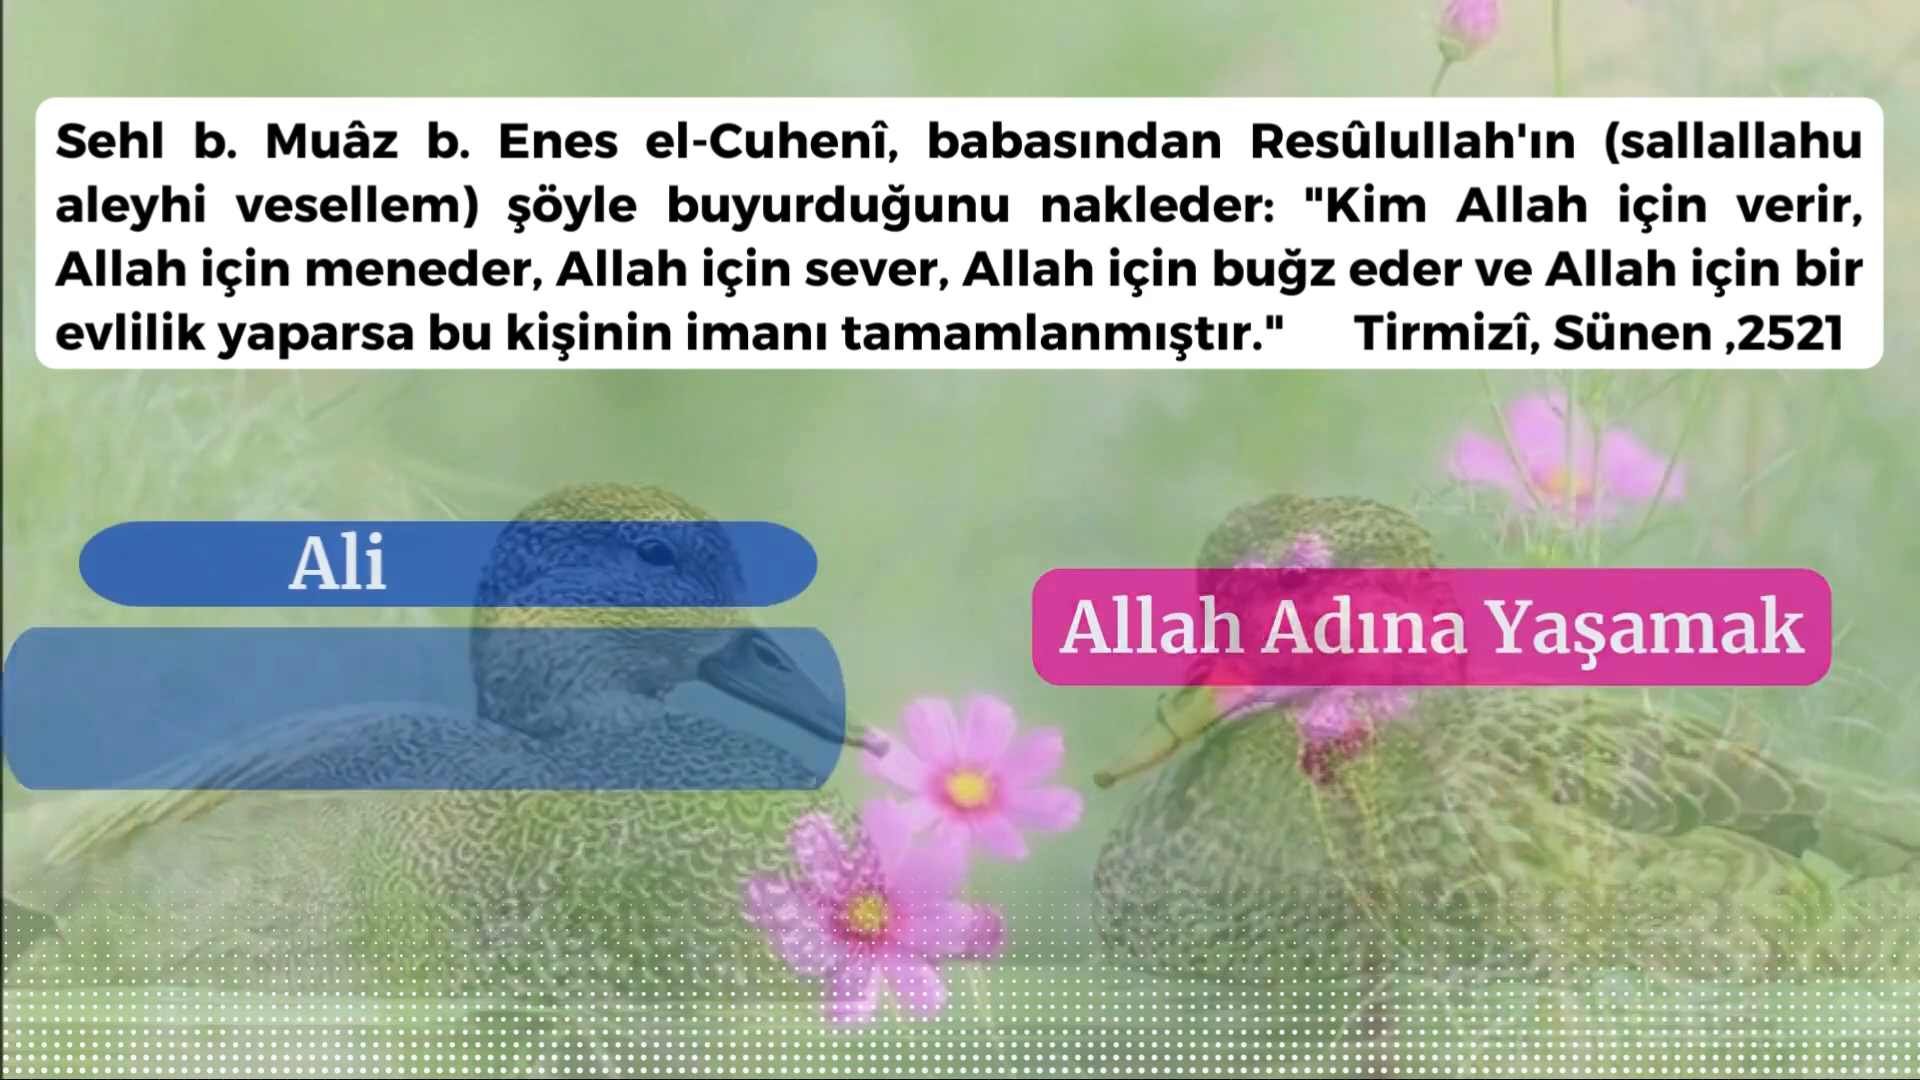 Sehl b. Muâz b. Enes el-Cuhenî, babasından Resûlullah'ın (sallallahu
aleyhi vesellem) şöyle buyurduğunu nakleder: "Kim Allah için verir,
Allah için meneder, Allah için sever, Allah için buğz eder ve Allah için bir
evlilik yaparsa bu kişinin imanı tamamlanmıştır." Tirmizî, Sünen ,2521
Ali
Allah Adına Yaşamak